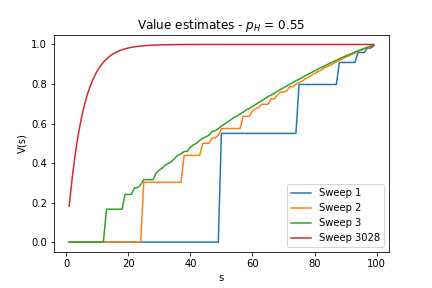 Value estimates - p_H = 0.55
V(s)
1.0
0.8
0.6
0.4
0.2
0.0
Sweep 1
Sweep 2
Sweep 3
Sweep 3028
0 20 40 60 80 100
s